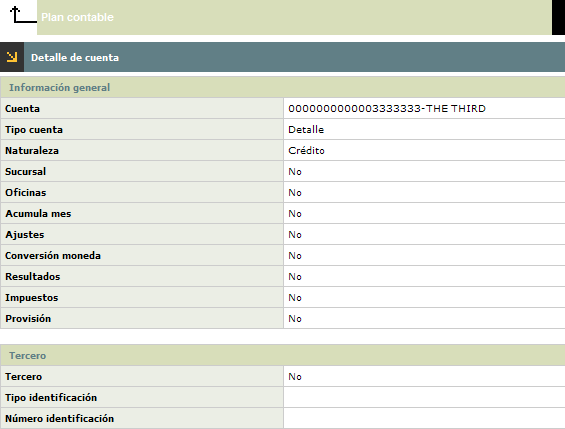 Plan contable
Detalle de cuenta
Información general
Cuenta 0000000000003333333-THE THIRD
Tipo cuenta Detalle
Naturaleza Crédito
Sucursal No
Oficinas No
Acumula mes No
Ajustes No
Conversión moneda No
Resultados No
Impuestos No
Provisión No
Tercero
Tercero No
Tipo identificación
Número identificación